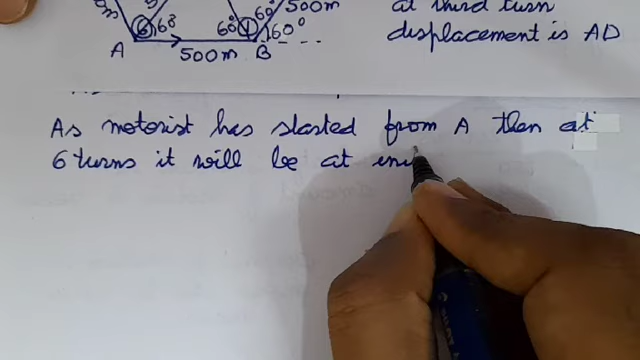 at third turn
500m
displacement is AD
60° 60° 60° 60°
A 500m B
As motorist has started from A then at
6 turns it will be at ini